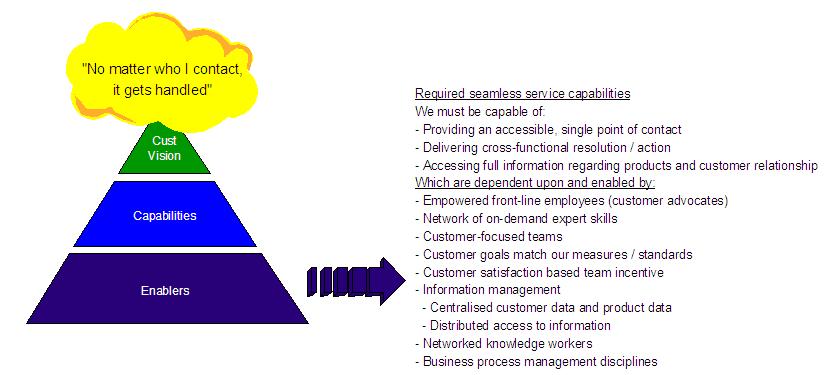 "No matter who I contact,
it gets handled"
Cust
Vision
Capabilities
Enablers
Required seamless service capabilities
We must be capable of:
- Providing an accessible, single point of contact
- Delivering cross-functional resolution / action
- Accessing full information regarding products and customer relationship
Which are dependent upon and enabled by:
- Empowered front-line employees (customer advocates)
- Network of on-demand expert skills
- Customer-focused teams
- Customer goals match our measures / standards
- Customer satisfaction based team incentive
- Information management
- Centralised customer data and product data
- Distributed access to information
- Networked knowledge workers
- Business process management disciplines